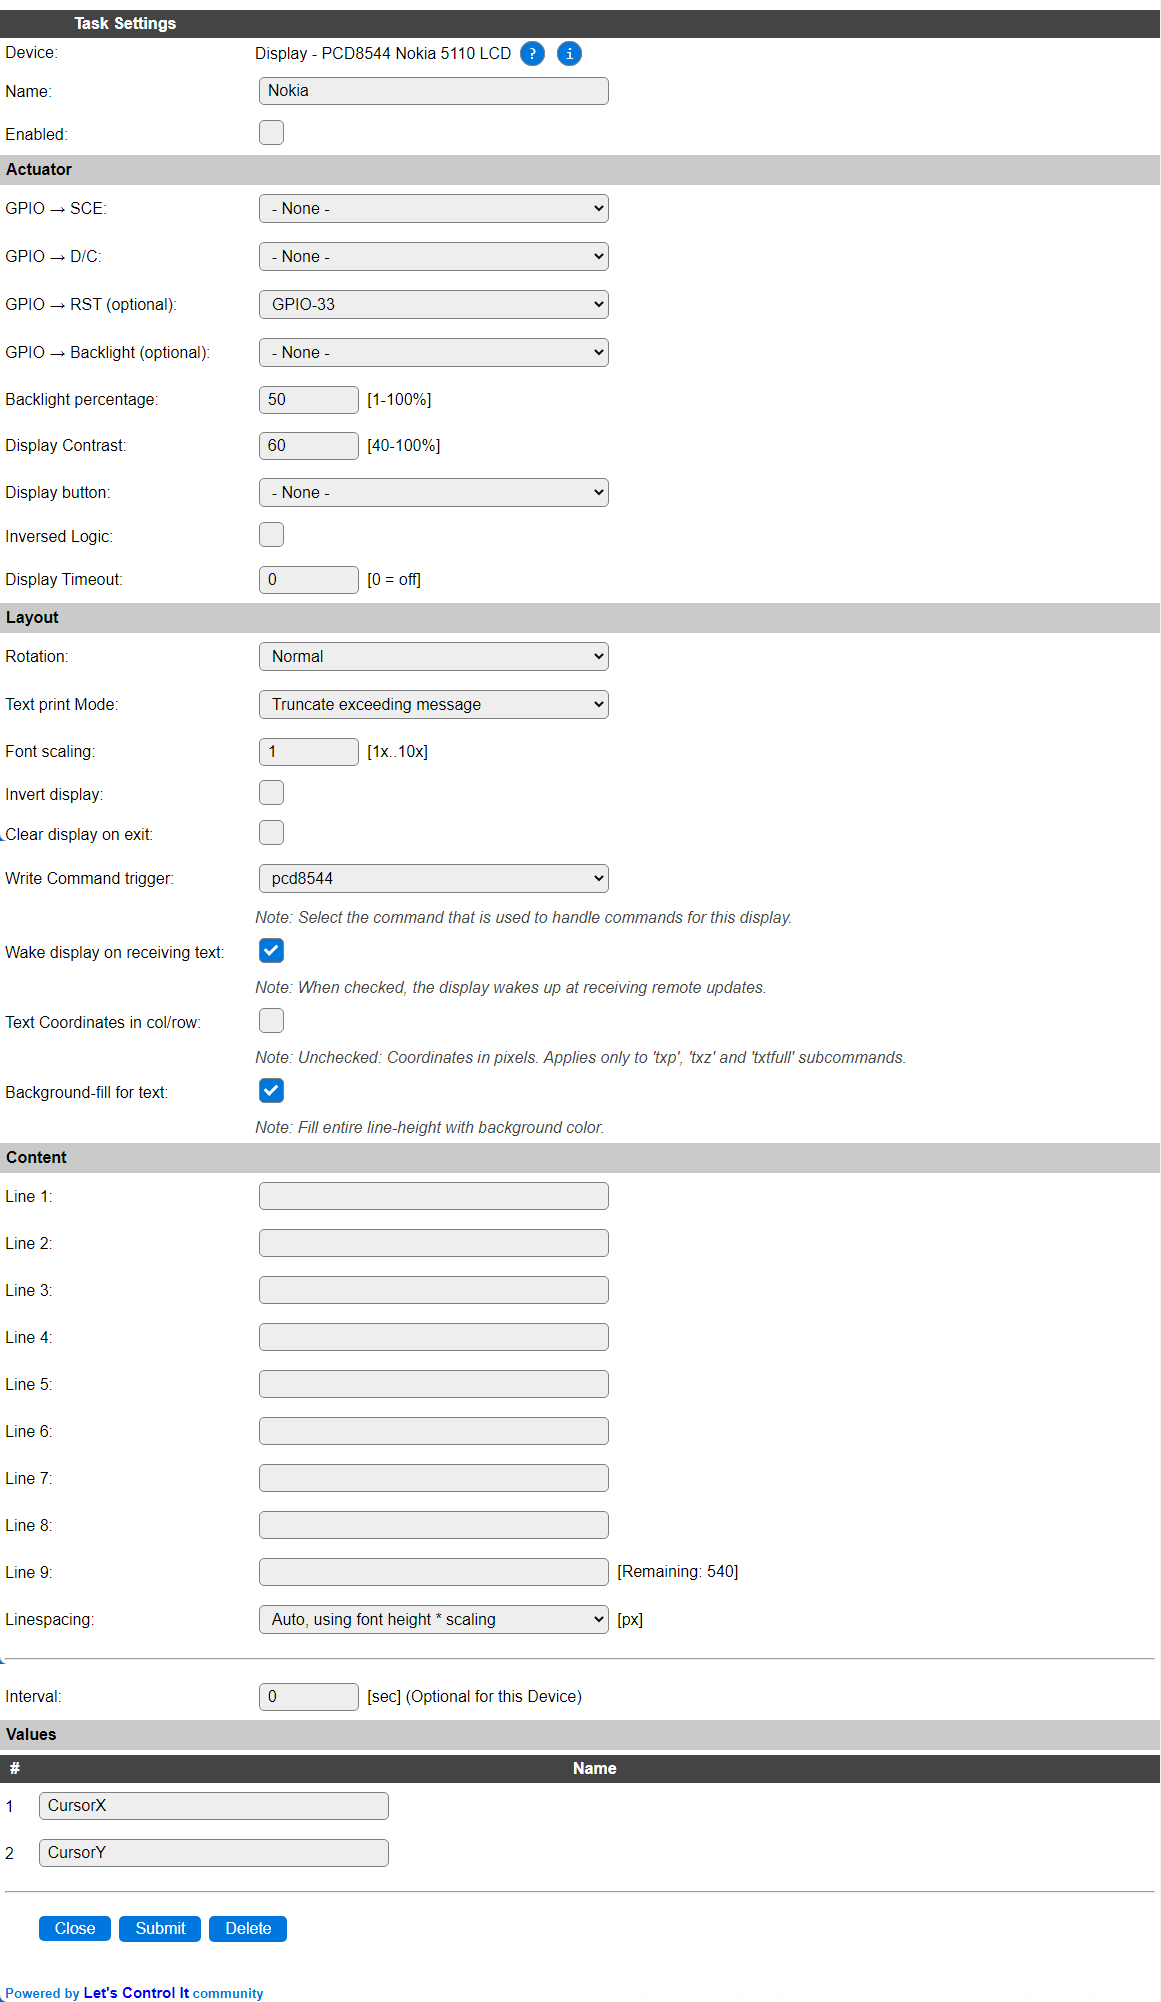 Task Settings
Device: Display - PCD8544 Nokia 5110 LCD ? i
Name: Nokia
Enabled:
Actuator
GPIO → SCE: - None -
GPIO → D/C: - None -
GPIO → RST (optional): GPIO-33
GPIO → Backlight (optional): - None -
Backlight percentage: 50 [1-100%]
Display Contrast: 60 [40-100%]
Display button: - None -
Inversed Logic:
Display Timeout: 0 [0 = off]
Layout
Rotation: Normal
Text print Mode: Truncate exceeding message
Font scaling: 1 [1x..10x]
Invert display:
Clear display on exit:
Write Command trigger: pcd8544
Note: Select the command that is used to handle commands for this display.
Wake display on receiving text:
Note: When checked, the display wakes up at receiving remote updates.
Text Coordinates in col/row:
Note: Unchecked: Coordinates in pixels. Applies only to 'txp', 'txz' and 'txtfull' subcommands.
Background-fill for text:
Note: Fill entire line-height with background color.
Content
Line 1:
Line 2:
Line 3:
Line 4:
Line 5:
Line 6:
Line 7:
Line 8:
Line 9: [Remaining: 540]
Linespacing: Auto, using font height * scaling [px]
Interval: 0 [sec] (Optional for this Device)
Values
# Name
1 CursorX
2 CursorY
Close Submit Delete
Powered by Let's Control It community